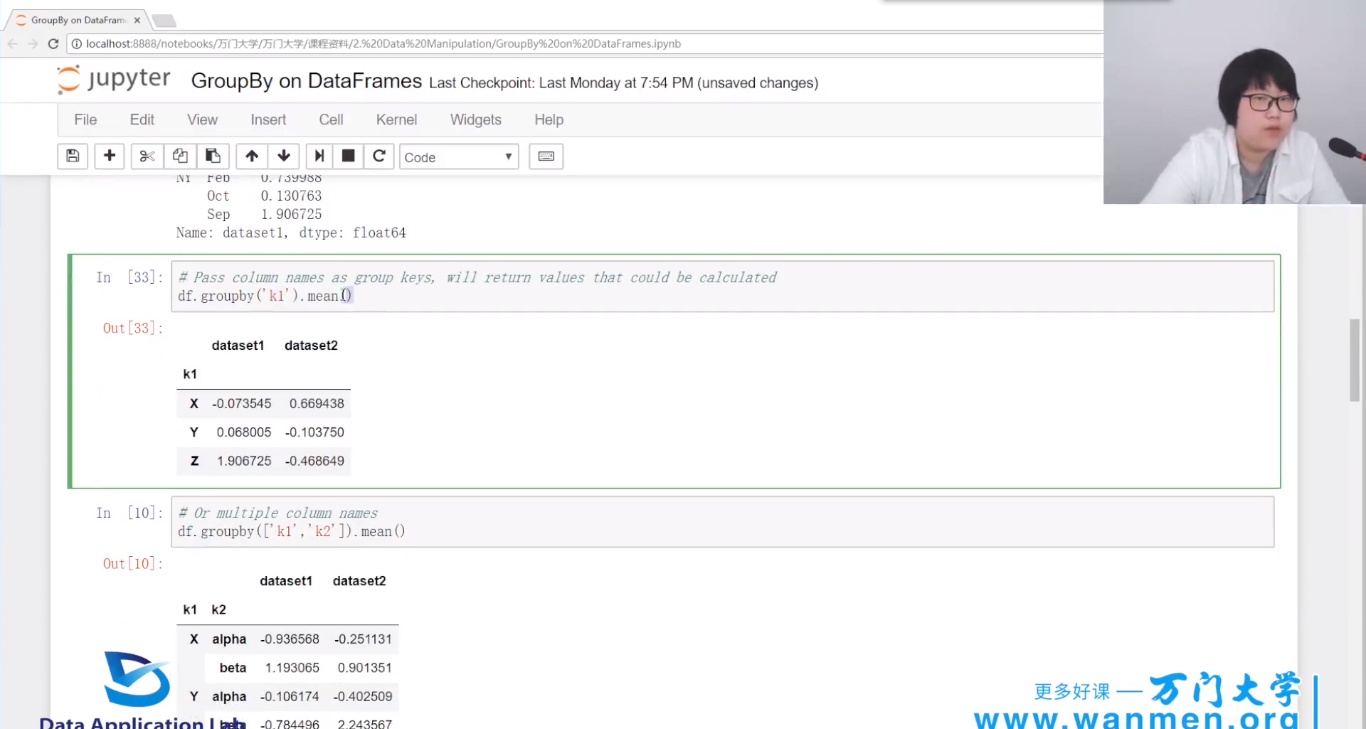 GroupBy on DataFram
localhost:8888/notebooks/万门大学/万门大学/课程资料/2.%20Data%20Manipulation/GroupBy%20on%20DataFrames.ipynb
jupyter GroupBy on DataFrames Last Checkpoint: Last Monday at 7:54 PM (unsaved changes)
File Edit View Insert Cell Kernel Widgets Help
Code
NY Feb 0.739988
Oct 0.130763
Sep 1.906725
Name: dataset1, dtype: float64
In [33]: # Pass column names as group keys, will return values that could be calculated
df.groupby('k1').mean()
Out[33]:
dataset1 dataset2
k1
X -0.073545 0.669438
Y 0.068005 -0.103750
Z 1.906725 -0.468649
In [10]: # Or multiple column names
df.groupby(['k1','k2']).mean()
Out[10]:
dataset1 dataset2
k1 k2
X alpha -0.936568 -0.251131
beta 1.193065 0.901351
Y alpha -0.106174 -0.402509
beta -0.784496 2.243567
Data Application Lab
更多好课 — 万门大学
www.wanmen.org